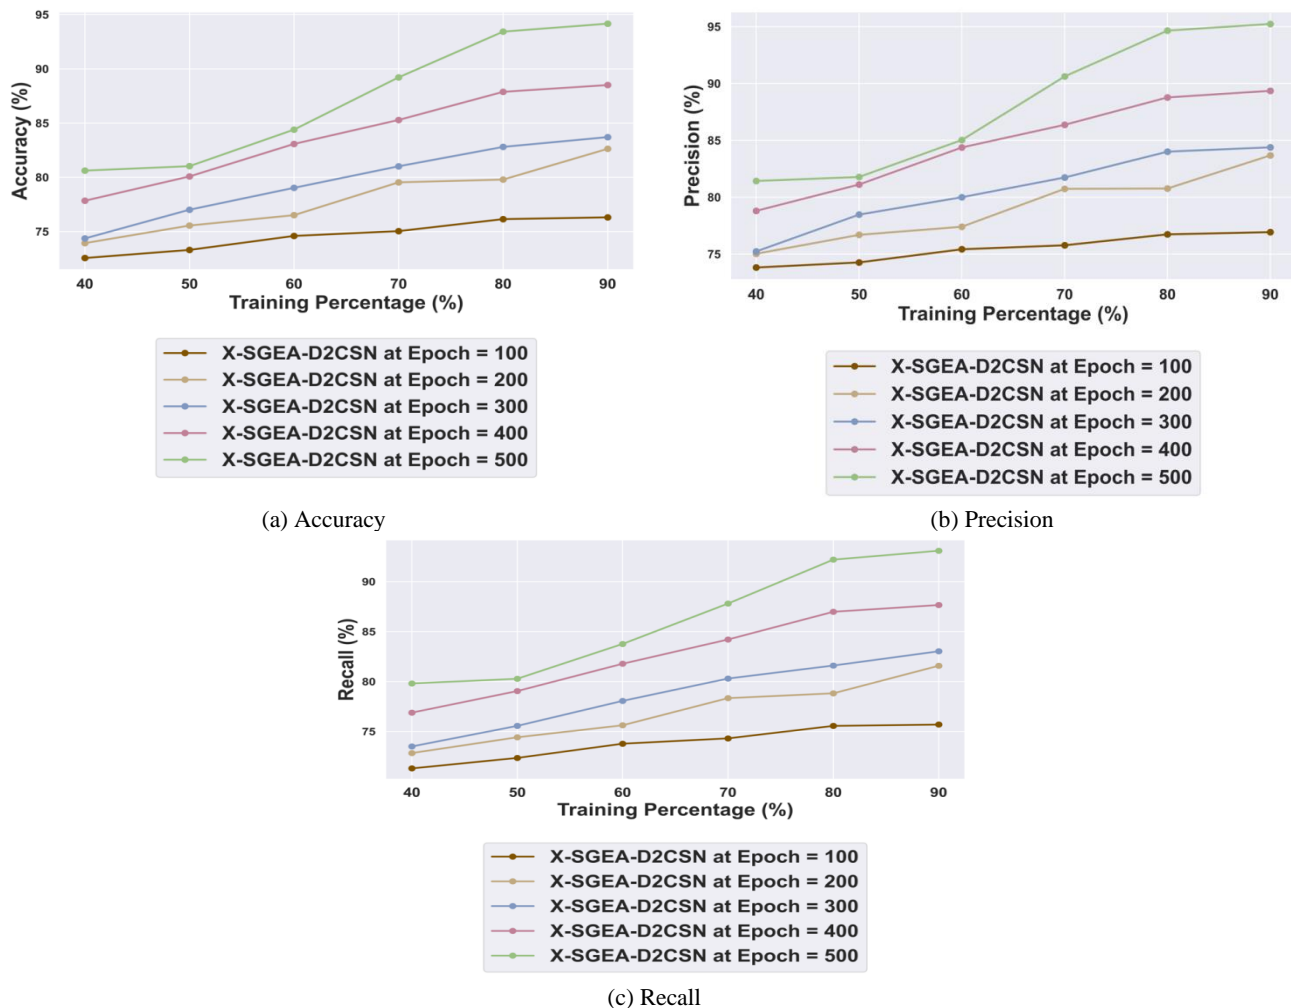 95
90
85
80
75
Accuracy (%)
40 50 60 70 80 90
Training Percentage (%)
X-SGEA-D2CSN at Epoch = 100
X-SGEA-D2CSN at Epoch = 200
X-SGEA-D2CSN at Epoch = 300
X-SGEA-D2CSN at Epoch = 400
X-SGEA-D2CSN at Epoch = 500
(a) Accuracy
95
90
85
80
75
Precision (%)
40 50 60 70 80 90
Training Percentage (%)
X-SGEA-D2CSN at Epoch = 100
X-SGEA-D2CSN at Epoch = 200
X-SGEA-D2CSN at Epoch = 300
X-SGEA-D2CSN at Epoch = 400
X-SGEA-D2CSN at Epoch = 500
(b) Precision
90
85
80
75
Recall (%)
40 50 60 70 80 90
Training Percentage (%)
X-SGEA-D2CSN at Epoch = 100
X-SGEA-D2CSN at Epoch = 200
X-SGEA-D2CSN at Epoch = 300
X-SGEA-D2CSN at Epoch = 400
X-SGEA-D2CSN at Epoch = 500
(c) Recall